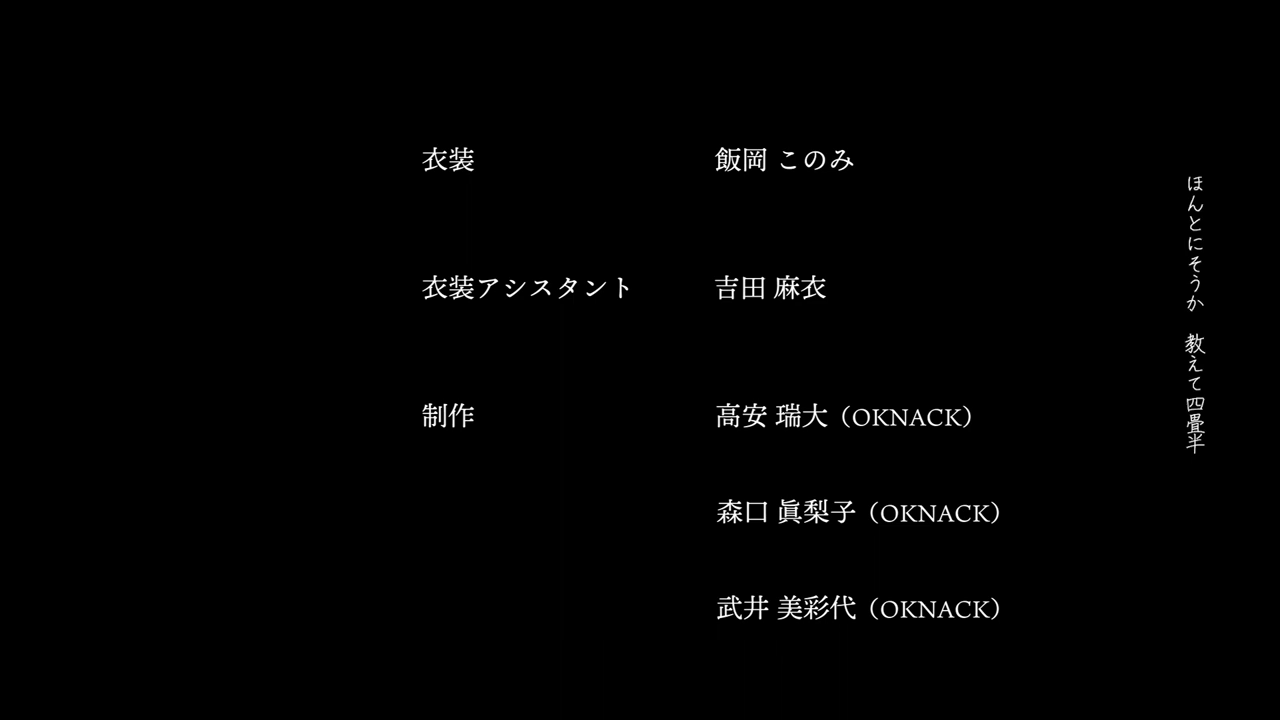 衣装 飯岡 このみ
衣装アシスタント 吉田 麻衣
制作 高安 瑞大（OKNACK）
森口 眞梨子（OKNACK）
武井 美彩代（OKNACK）
ほんとにそうか 教えて四畳半